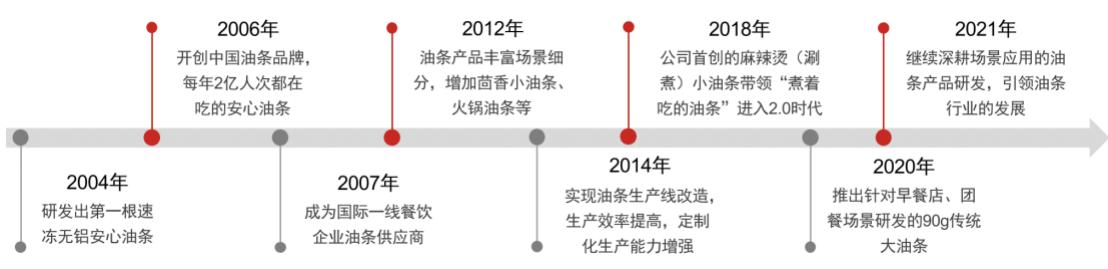 2006年
开创中国油条品牌，
每年2亿人次都在
吃的安心油条
2012年
油条产品丰富场景细
分，增加茴香小油条、
火锅油条等
2018年
公司首创的麻辣烫（涮
煮）小油条带领“煮着
吃的油条”进入2.0时代
2021年
继续深耕场景应用的油
条产品研发，引领油条
行业的发展
2004年
研发出第一根速
冻无铝安心油条
2007年
成为国际一线餐饮
企业油条供应商
2014年
实现油条生产线改造，
生产效率提高，定制
化生产能力增强
2020年
推出针对早餐店、团
餐场景研发的90g传统
大油条